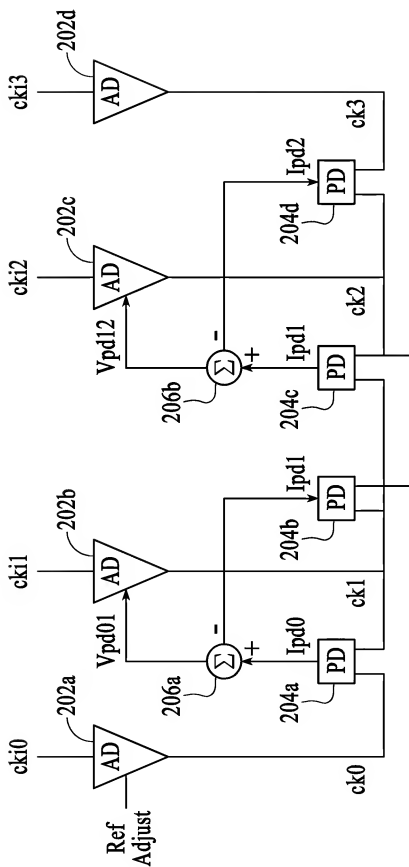 cki0
cki1
cki2
cki3
202a
202b
202c
202d
AD
AD
AD
AD
Ref
Adjust
Vpd01
Vpd12
-
-
Σ
Σ
206a
206b
+
+
Ipd0
Ipd1
Ipd1
Ipd2
PD
PD
PD
PD
204a
204b
204c
204d
ck0
ck1
ck2
ck3